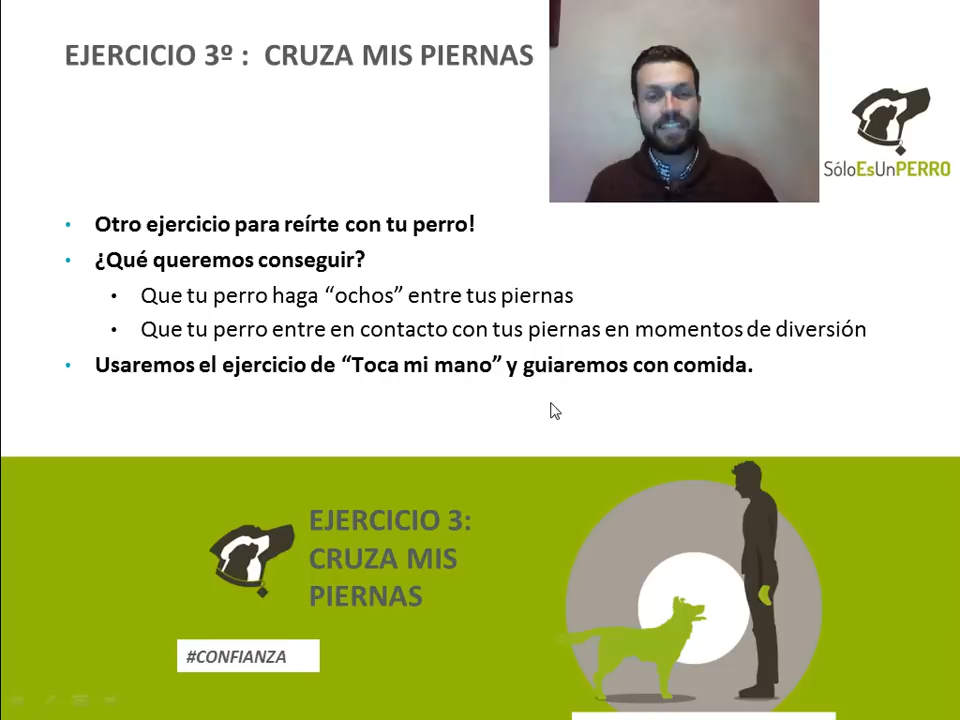 EJERCICIO 3º : CRUZA MIS PIERNAS
SóloEsUnPERRO
• Otro ejercicio para reírte con tu perro!
• ¿Qué queremos conseguir?
• Que tu perro haga “ochos” entre tus piernas
• Que tu perro entre en contacto con tus piernas en momentos de diversión
• Usaremos el ejercicio de “Toca mi mano” y guiaremos con comida.
EJERCICIO 3:
CRUZA MIS
PIERNAS
#CONFIANZA